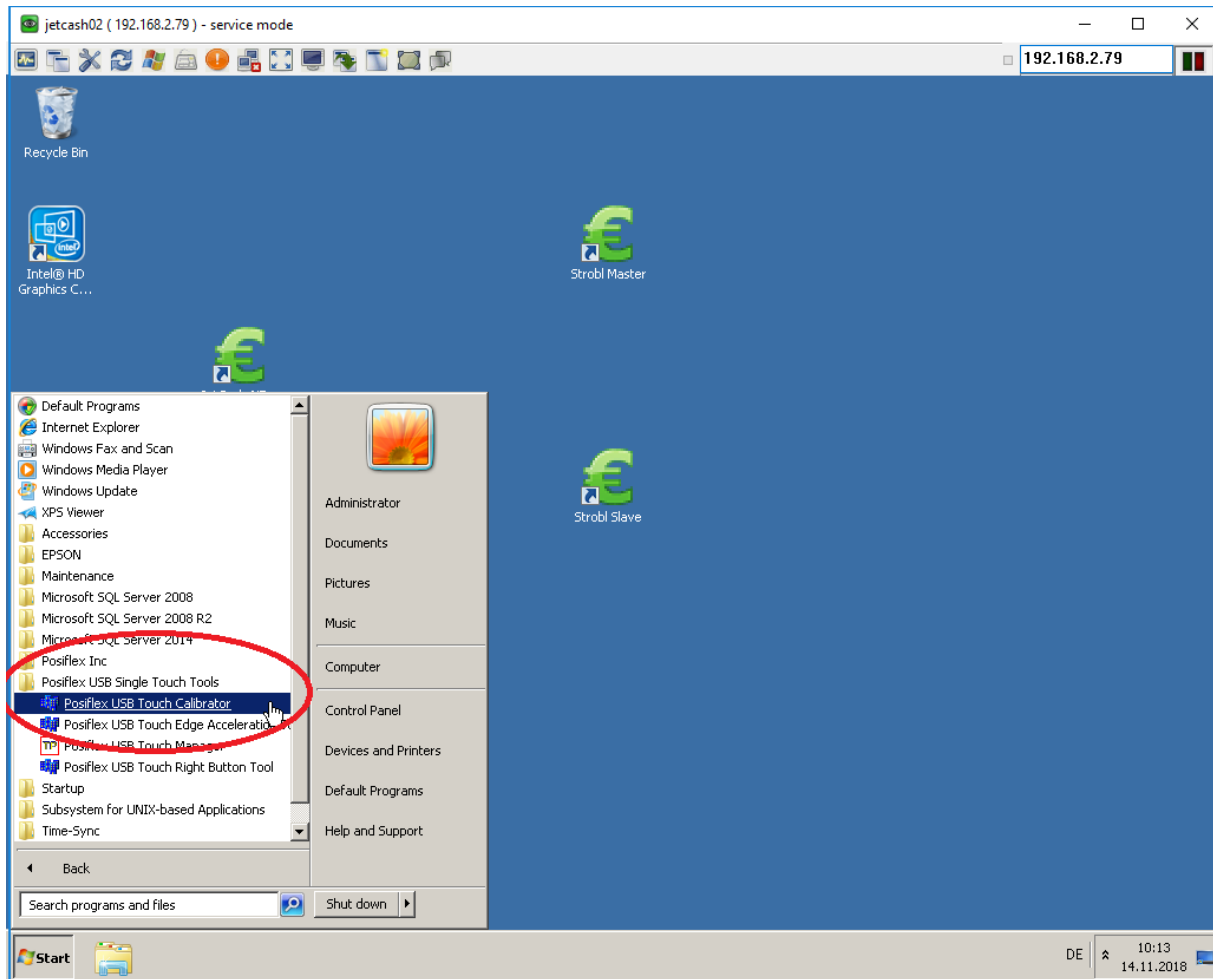 jetcash02 ( 192.168.2.79 ) - service mode
192.168.2.79
Recycle Bin
Intel® HD
Graphics C...
intel
Strobl Master
Strobl Slave
Default Programs
Internet Explorer
Windows Fax and Scan
Windows Media Player
Windows Update
XPS Viewer
Accessories
EPSON
Maintenance
Microsoft SQL Server 2008
Microsoft SQL Server 2008 R2
Microsoft SQL Server 2014
Posiflex Inc
Posiflex USB Single Touch Tools
Posiflex USB Touch Calibrator
Posiflex USB Touch Edge Acceleration
TP Posiflex USB Touch Manager
Posiflex USB Touch Right Button Tool
Startup
Subsystem for UNIX-based Applications
Time-Sync
Back
Search programs and files
Administrator
Documents
Pictures
Music
Computer
Control Panel
Devices and Printers
Default Programs
Help and Support
Shut down
Start
DE
10:13
14.11.2018